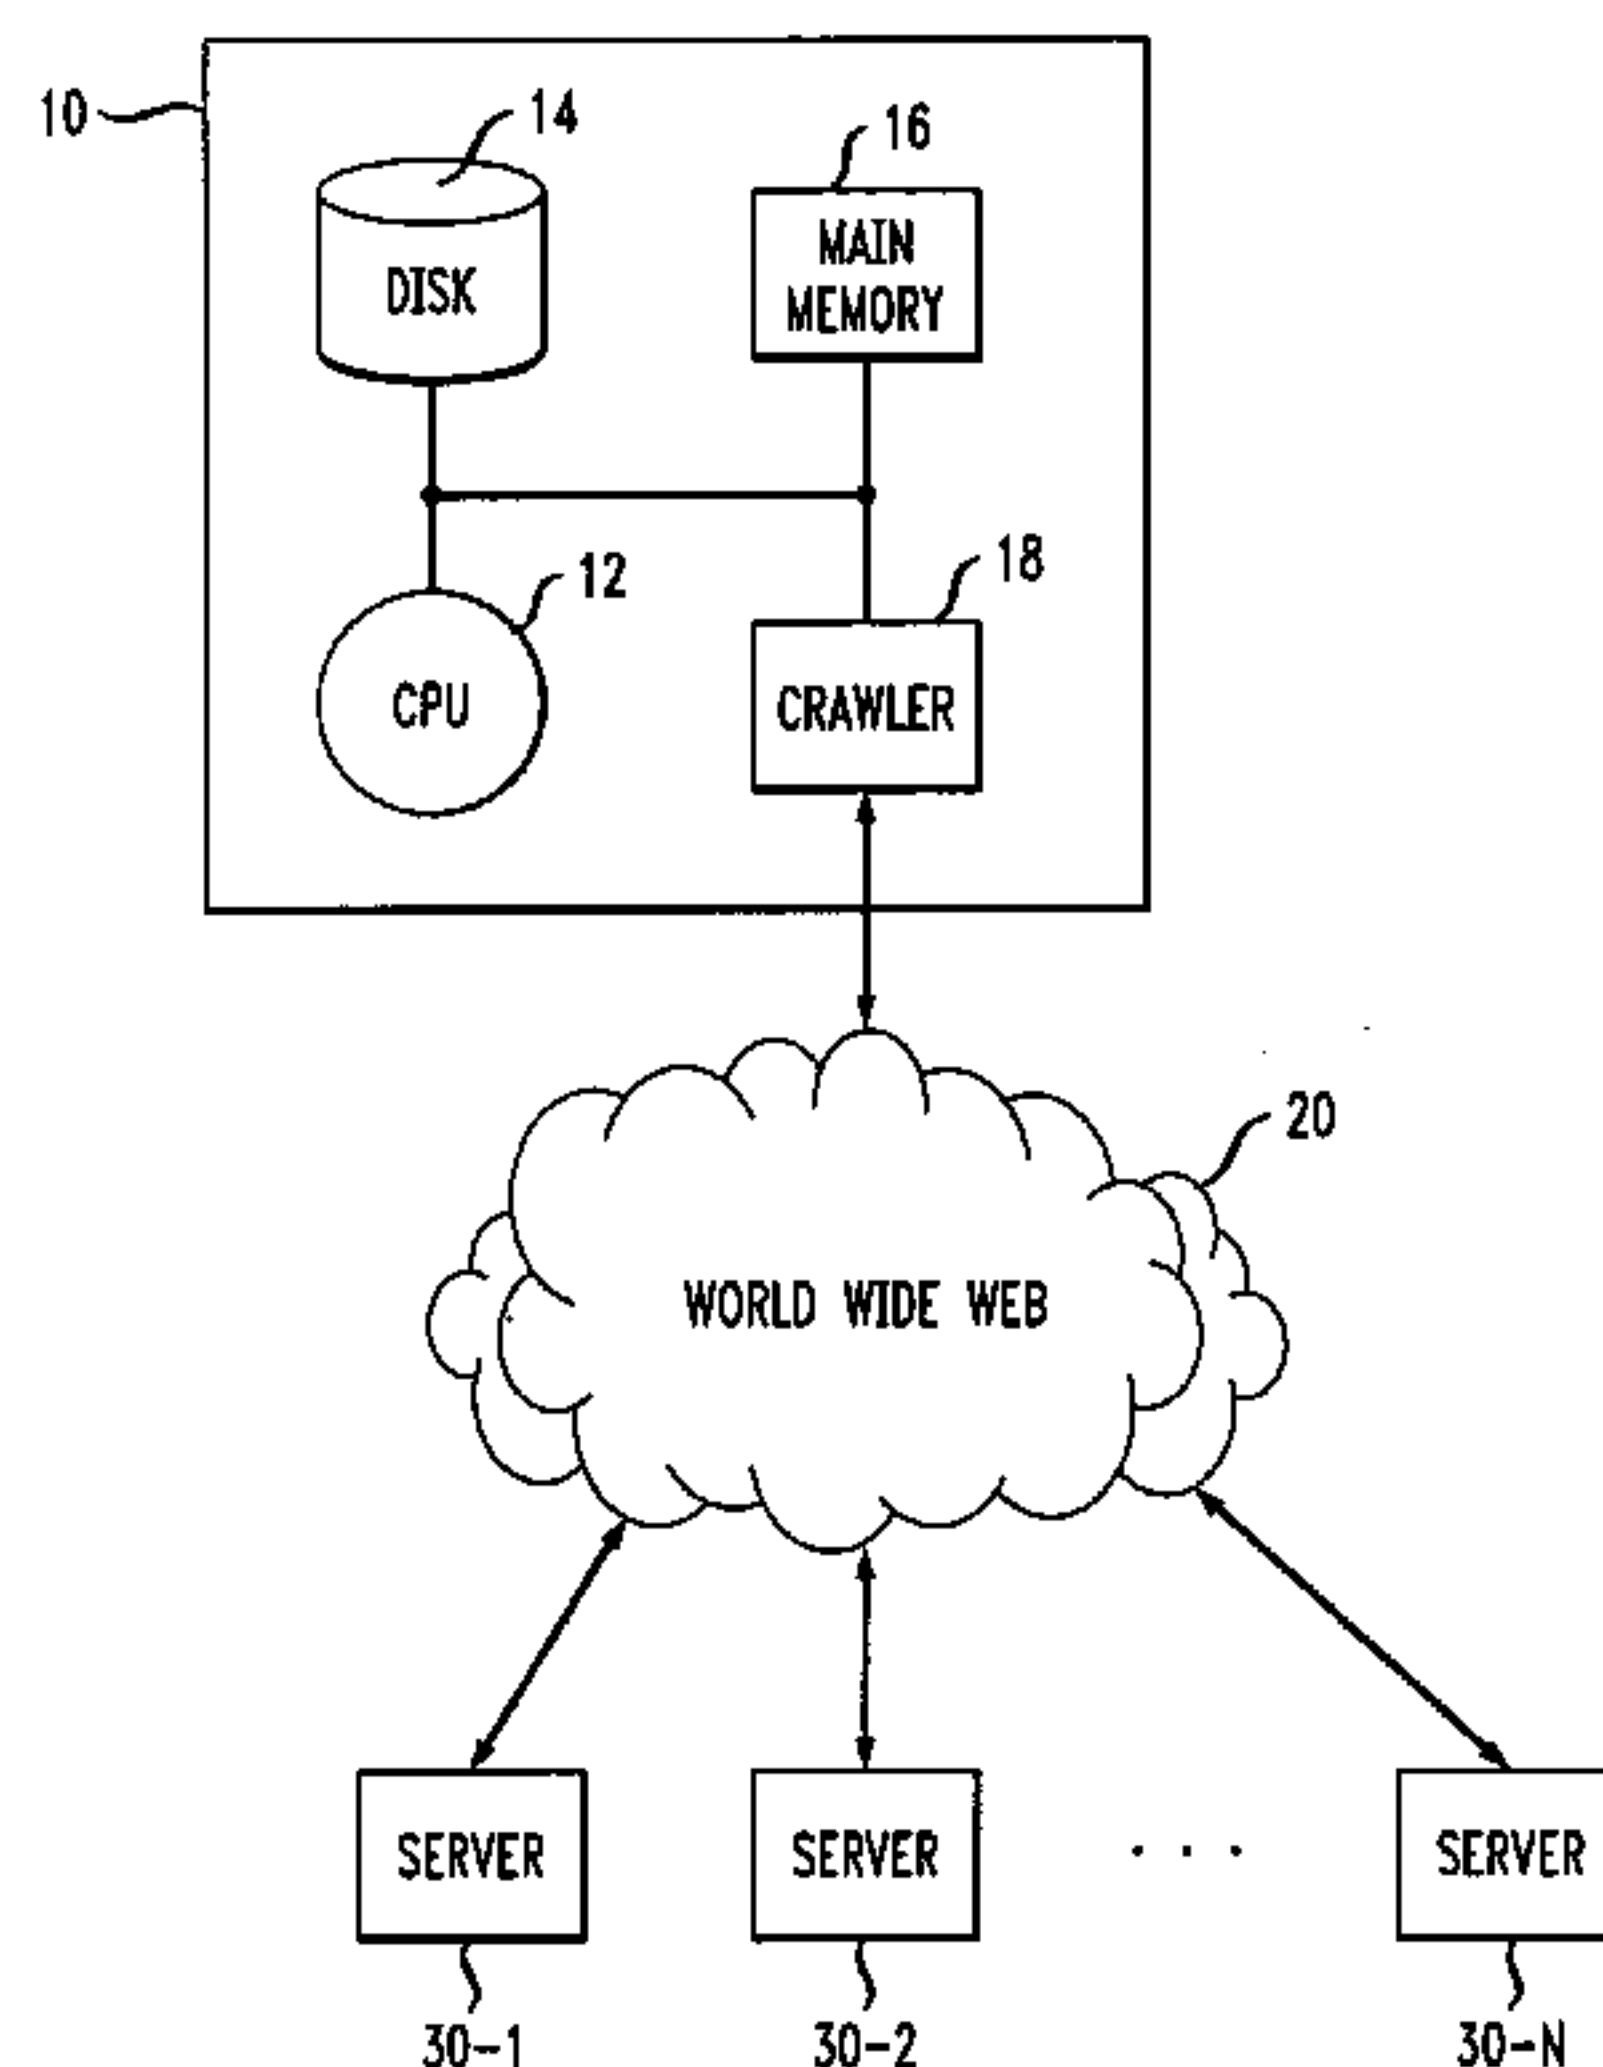 10
14
16
DISK
MAIN
MEMORY
12
18
CPU
CRAWLER
20
WORLD WIDE WEB
SERVER
SERVER
. . .
SERVER
30-1
30-2
30-N